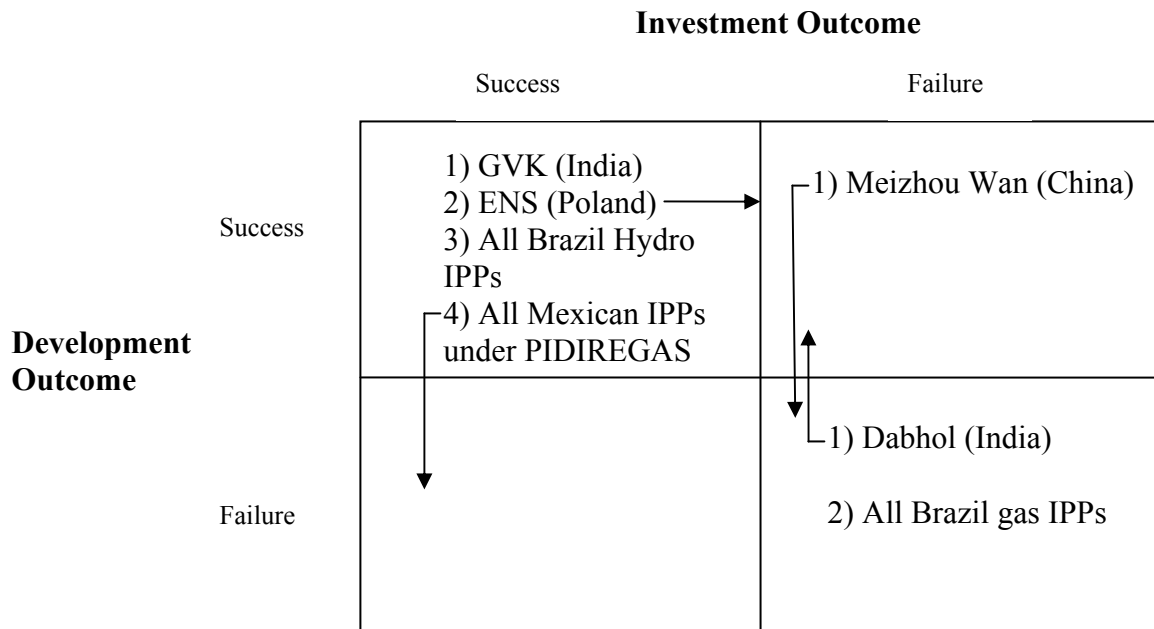 Investment Outcome
Success
Failure
1) GVK (India)
2) ENS (Poland)
3) All Brazil Hydro
IPPs
4) All Mexican IPPs
under PIDIREGAS
1) Meizhou Wan (China)
Success
Development
Outcome
1) Dabhol (India)
2) All Brazil gas IPPs
Failure